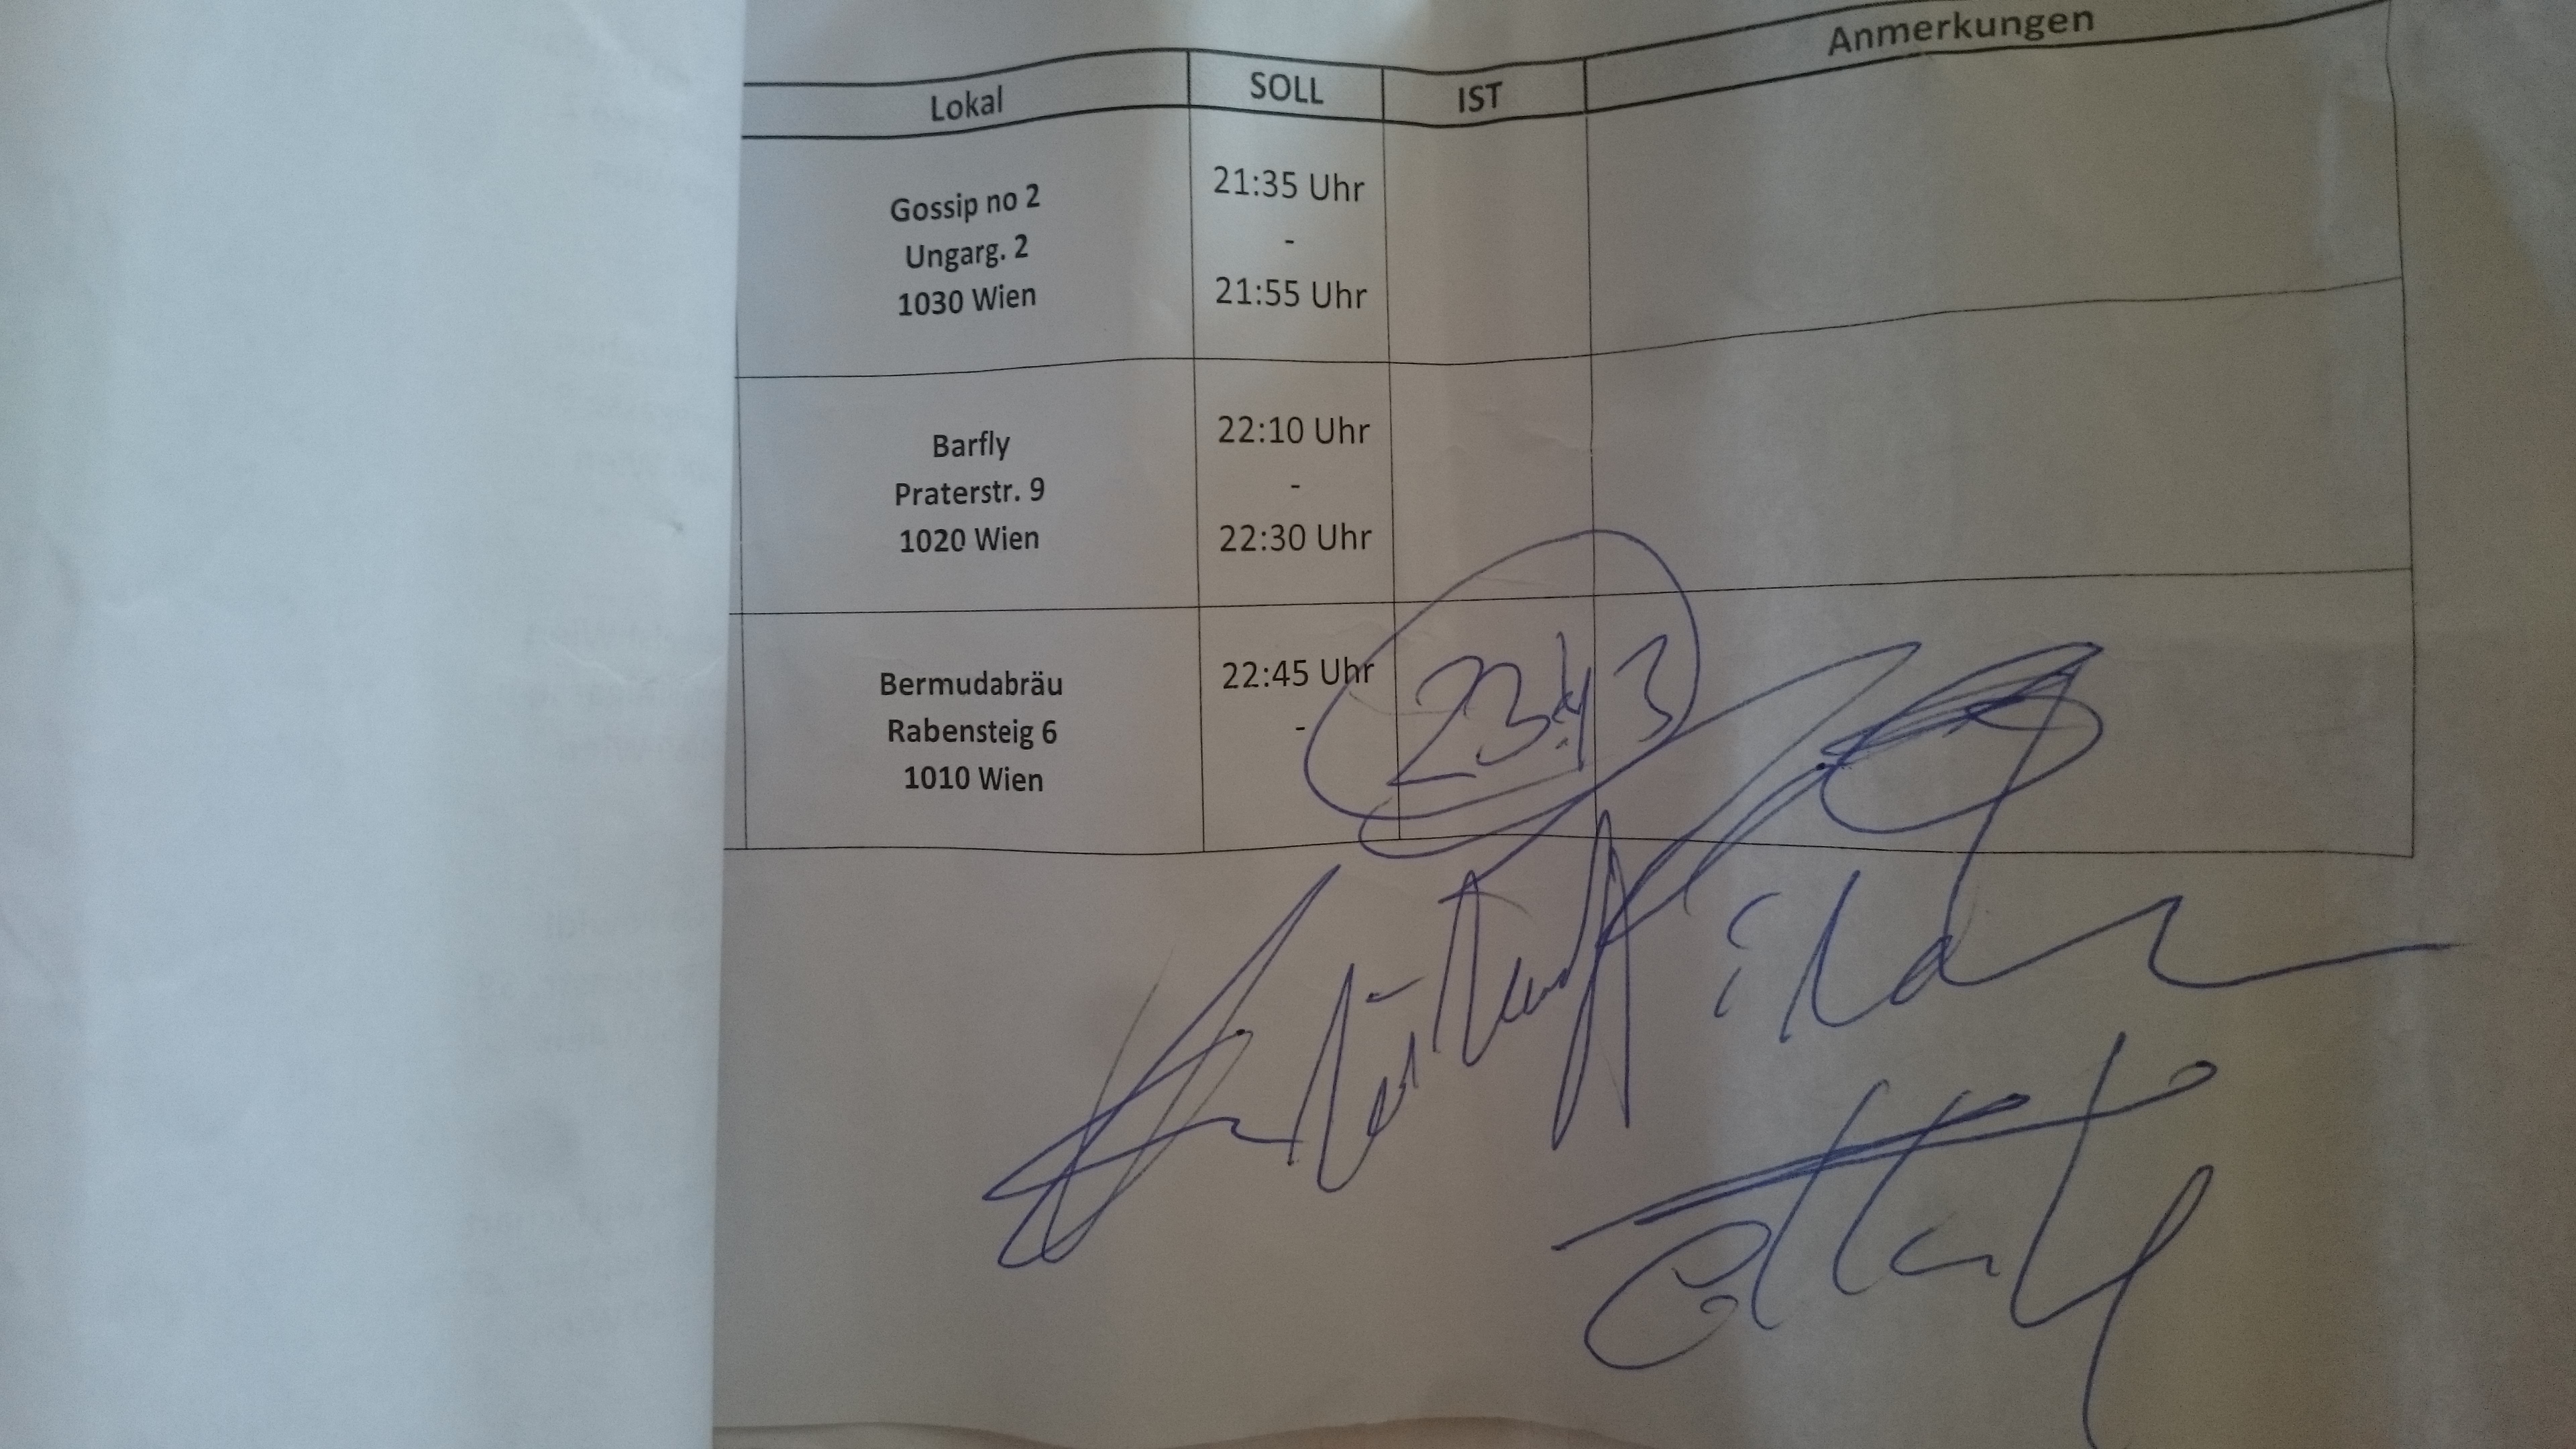 Lokal SOLL IST Anmerkungen
Gossip no 2
Ungarg. 2
1030 Wien
21:35 Uhr
-
21:55 Uhr
Barfly
Praterstr. 9
1020 Wien
22:10 Uhr
-
22:30 Uhr
Bermudabräu
Rabensteig 6
1010 Wien
22:45 Uhr
-